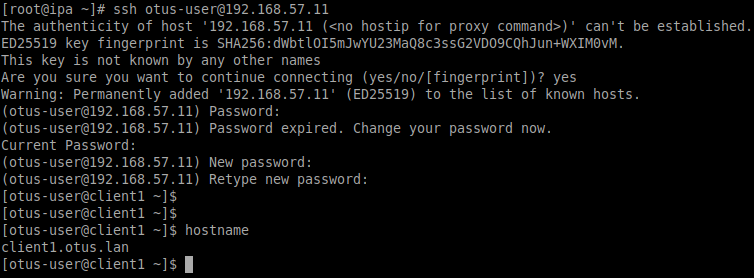 [root@ipa ~]# ssh otus-user@192.168.57.11
The authenticity of host '192.168.57.11 (<no hostip for proxy command>)' can't be established.
ED25519 key fingerprint is SHA256:dWbtlOI5mJwYU23MaQ8c3ssG2VDO9CQhJun+WXIM0vM.
This key is not known by any other names
Are you sure you want to continue connecting (yes/no/[fingerprint])? yes
Warning: Permanently added '192.168.57.11' (ED25519) to the list of known hosts.
(otus-user@192.168.57.11) Password:
(otus-user@192.168.57.11) Password expired. Change your password now.
Current Password:
(otus-user@192.168.57.11) New password:
(otus-user@192.168.57.11) Retype new password:
[otus-user@client1 ~]$
[otus-user@client1 ~]$
[otus-user@client1 ~]$ hostname
client1.otus.lan
[otus-user@client1 ~]$